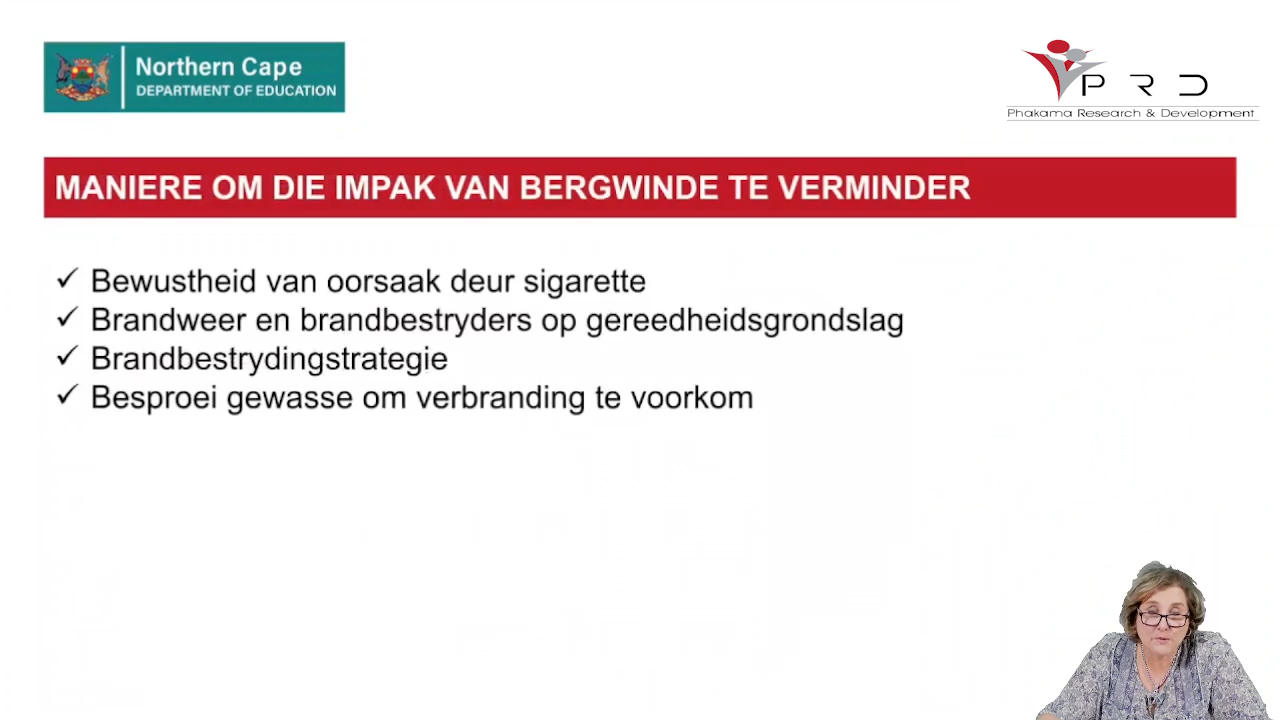 Northern Cape
DEPARTMENT OF EDUCATION
PRD
Phakama Research & Development
MANIERE OM DIE IMPAK VAN BERGWINDE TE VERMINDER
✓ Bewustheid van oorsaak deur sigarette
✓ Brandweer en brandbestryders op gereedheidsgrondslag
✓ Brandbestrydingstrategie
✓ Besproei gewasse om verbranding te voorkom